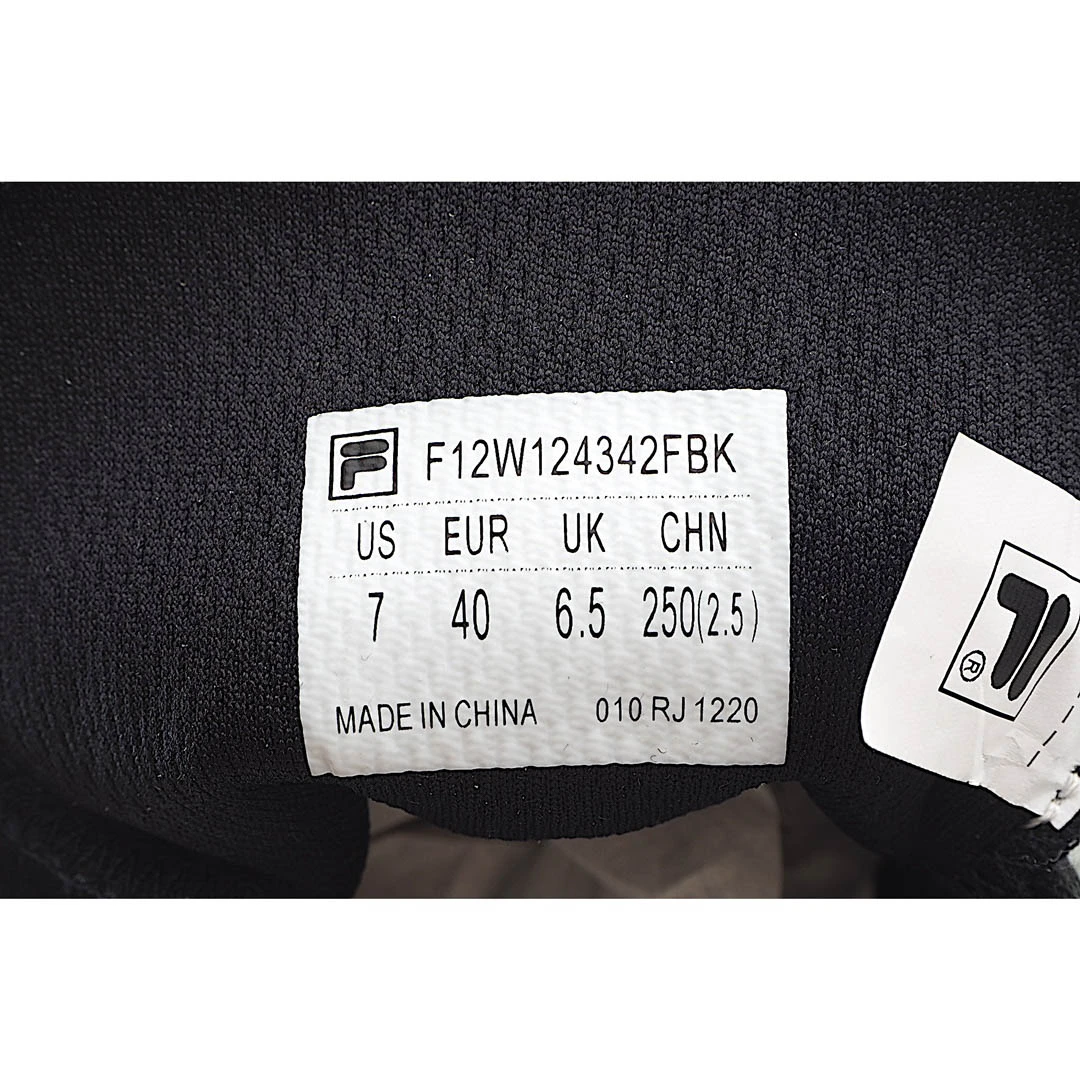 F F12W124342FBK
US EUR UK CHN
7 40 6.5 250(2.5)
MADE IN CHINA 010 RJ 1220
®